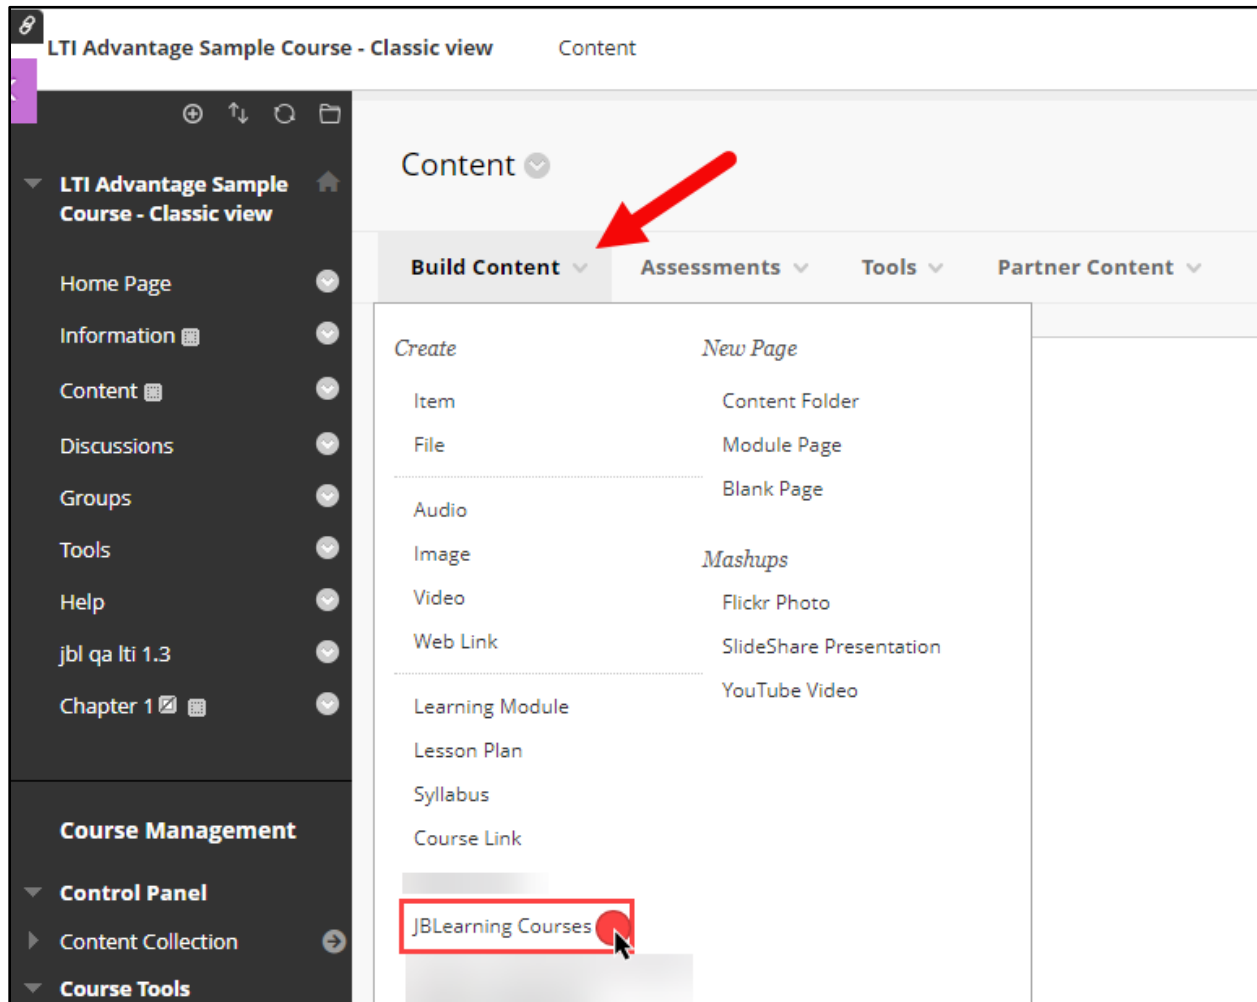 LTI Advantage Sample Course - Classic view Content
LTI Advantage Sample
Course - Classic view
Home Page
Information
Content
Discussions
Groups
Tools
Help
jbl qa lti 1.3
Chapter 1
Course Management
Control Panel
Content Collection
Course Tools
Content
Build Content Assessments Tools Partner Content
Create
Item
File
Audio
Image
Video
Web Link
Learning Module
Lesson Plan
Syllabus
Course Link
JBLearning Courses
New Page
Content Folder
Module Page
Blank Page
Mashups
Flickr Photo
SlideShare Presentation
YouTube Video